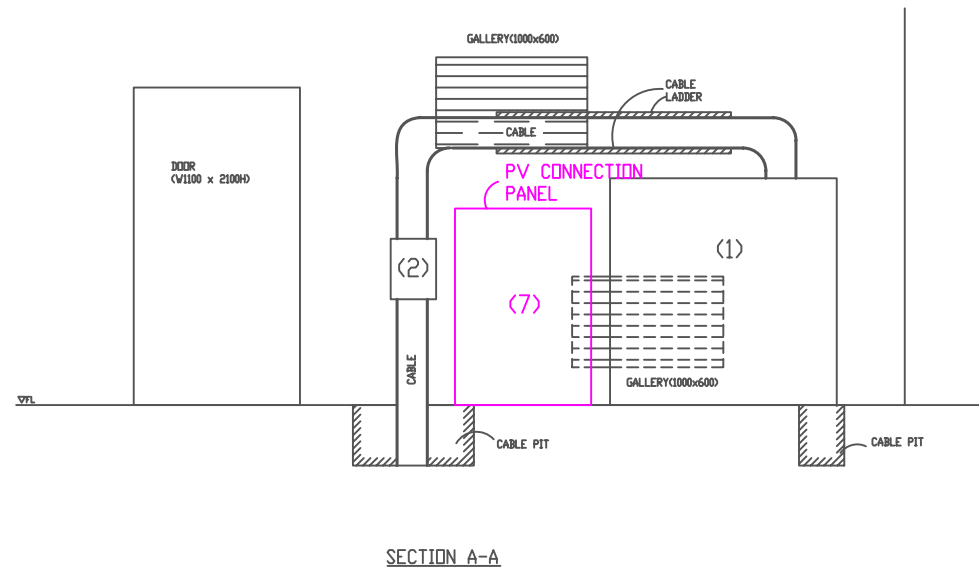 GALLERY(1000x600)
CABLE
LADDER
CABLE
DOOR
(W1100 x 2100H)
PV CONNECTION
PANEL
(1)
(2)
(7)
CABLE
GALLERY(1000x600)
FL
CABLE PIT
CABLE PIT
SECTION A-A